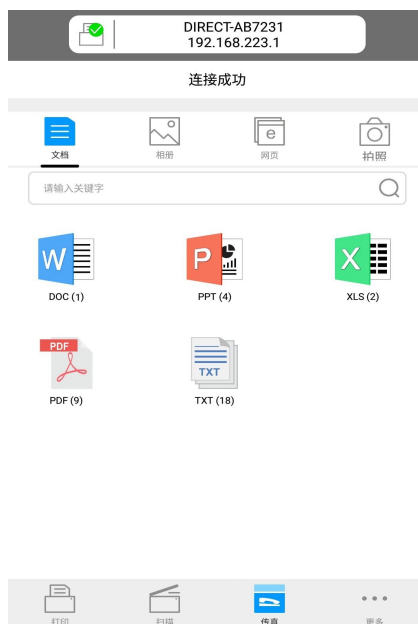 DIRECT-AB7231
192.168.223.1
连接成功
e
文档 相册 网页 拍照
请输入关键字
W P X
DOC (1) PPT (4) XLS (2)
PDF
TXT
PDF (9) TXT (18)
打印 扫描 传真 更多